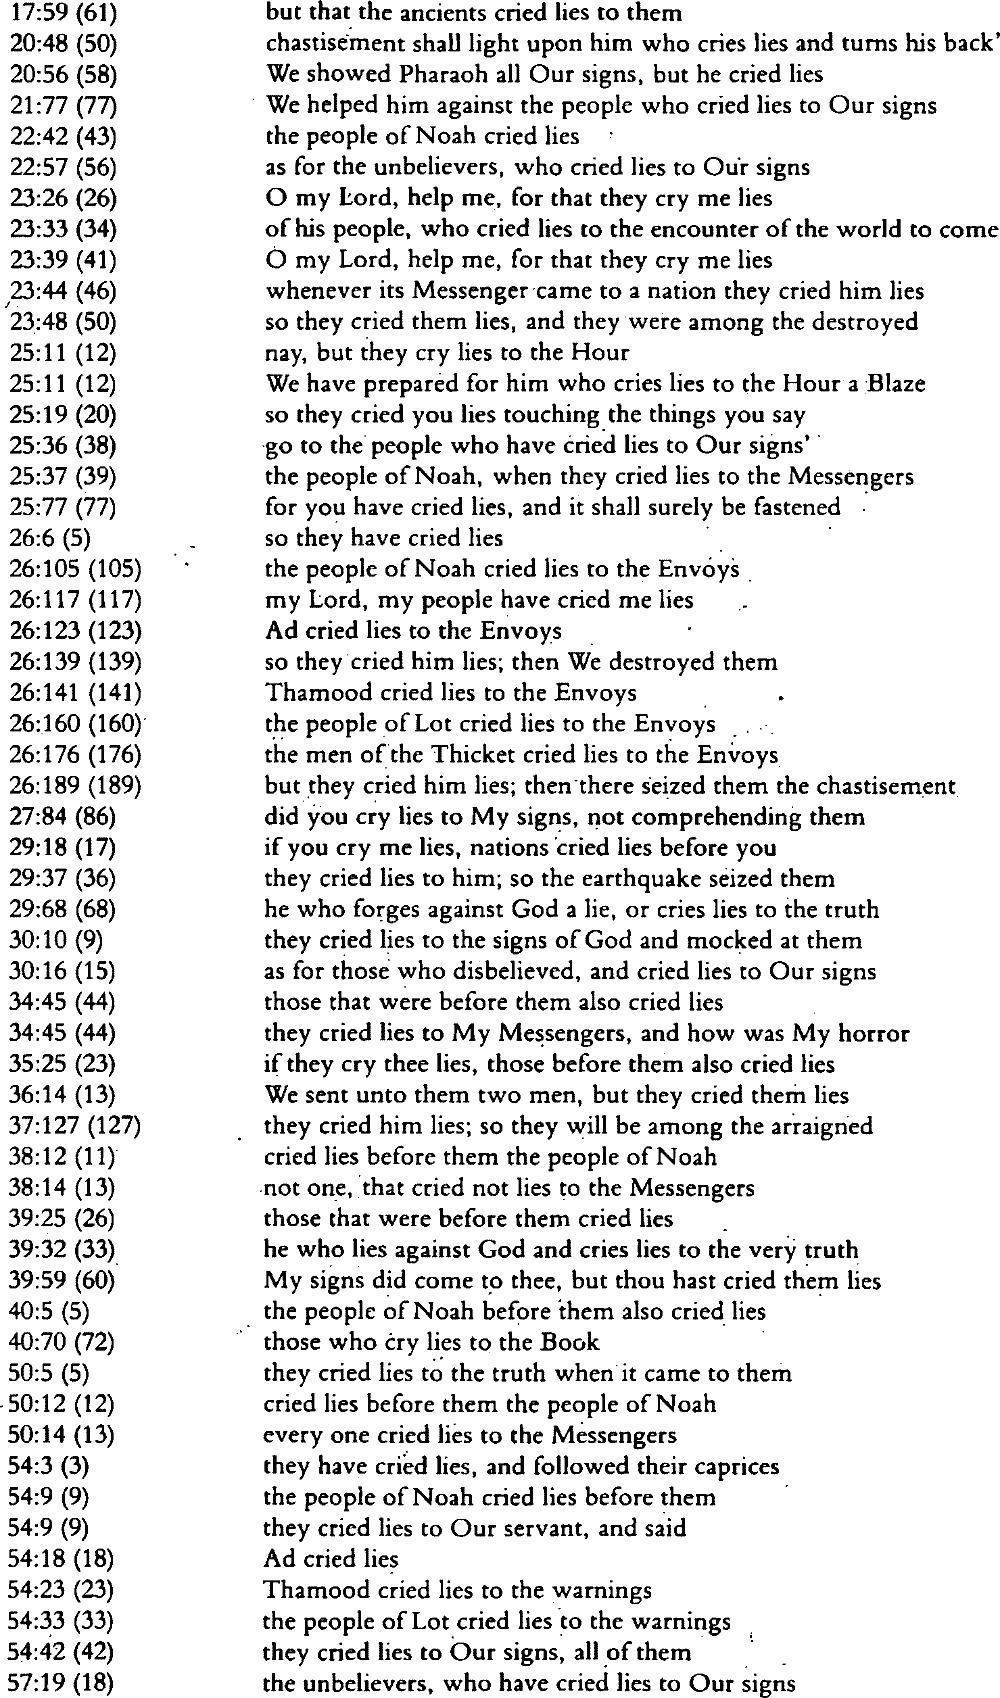 17:59 (61) but that the ancients cried lies to them
20:48 (50) chastisement shall light upon him who cries lies and turns his back'
20:56 (58) We showed Pharaoh all Our signs, but he cried lies
21:77 (77) We helped him against the people who cried lies to Our signs
22:42 (43) the people of Noah cried lies
22:57 (56) as for the unbelievers, who cried lies to Our signs
23:26 (26) O my Lord, help me, for that they cry me lies
23:33 (34) of his people, who cried lies to the encounter of the world to come
23:39 (41) O my Lord, help me, for that they cry me lies
23:44 (46) whenever its Messenger came to a nation they cried him lies
23:48 (50) so they cried them lies, and they were among the destroyed
25:11 (12) nay, but they cry lies to the Hour
25:11 (12) We have prepared for him who cries lies to the Hour a Blaze
25:19 (20) so they cried you lies touching the things you say
25:36 (38) go to the people who have cried lies to Our signs'
25:37 (39) the people of Noah, when they cried lies to the Messengers
25:77 (77) for you have cried lies, and it shall surely be fastened
26:6 (5) so they have cried lies
26:105 (105) the people of Noah cried lies to the Envoys
26:117 (117) my Lord, my people have cried me lies
26:123 (123) Ad cried lies to the Envoys
26:139 (139) so they cried him lies; then We destroyed them
26:141 (141) Thamood cried lies to the Envoys
26:160 (160) the people of Lot cried lies to the Envoys
26:176 (176) the men of the Thicket cried lies to the Envoys
26:189 (189) but they cried him lies; then there seized them the chastisement
27:84 (86) did you cry lies to My signs, not comprehending them
29:18 (17) if you cry me lies, nations cried lies before you
29:37 (36) they cried lies to him; so the earthquake seized them
29:68 (68) he who forges against God a lie, or cries lies to the truth
30:10 (9) they cried lies to the signs of God and mocked at them
30:16 (15) as for those who disbelieved, and cried lies to Our signs
34:45 (44) those that were before them also cried lies
34:45 (44) they cried lies to My Messengers, and how was My horror
35:25 (23) if they cry thee lies, those before them also cried lies
36:14 (13) We sent unto them two men, but they cried them lies
37:127 (127) they cried him lies; so they will be among the arraigned
38:12 (11) cried lies before them the people of Noah
38:14 (13) not one, that cried not lies to the Messengers
39:25 (26) those that were before them cried lies
39:32 (33) he who lies against God and cries lies to the very truth
39:59 (60) My signs did come to thee, but thou hast cried them lies
40:5 (5) the people of Noah before them also cried lies
40:70 (72) those who cry lies to the Book
50:5 (5) they cried lies to the truth when it came to them
50:12 (12) cried lies before them the people of Noah
50:14 (13) every one cried lies to the Messengers
54:3 (3) they have cried lies, and followed their caprices
54:9 (9) the people of Noah cried lies before them
54:9 (9) they cried lies to Our servant, and said
54:18 (18) Ad cried lies
54:23 (23) Thamood cried lies to the warnings
54:33 (33) the people of Lot cried lies to the warnings
54:42 (42) they cried lies to Our signs, all of them
57:19 (18) the unbelievers, who have cried lies to Our signs